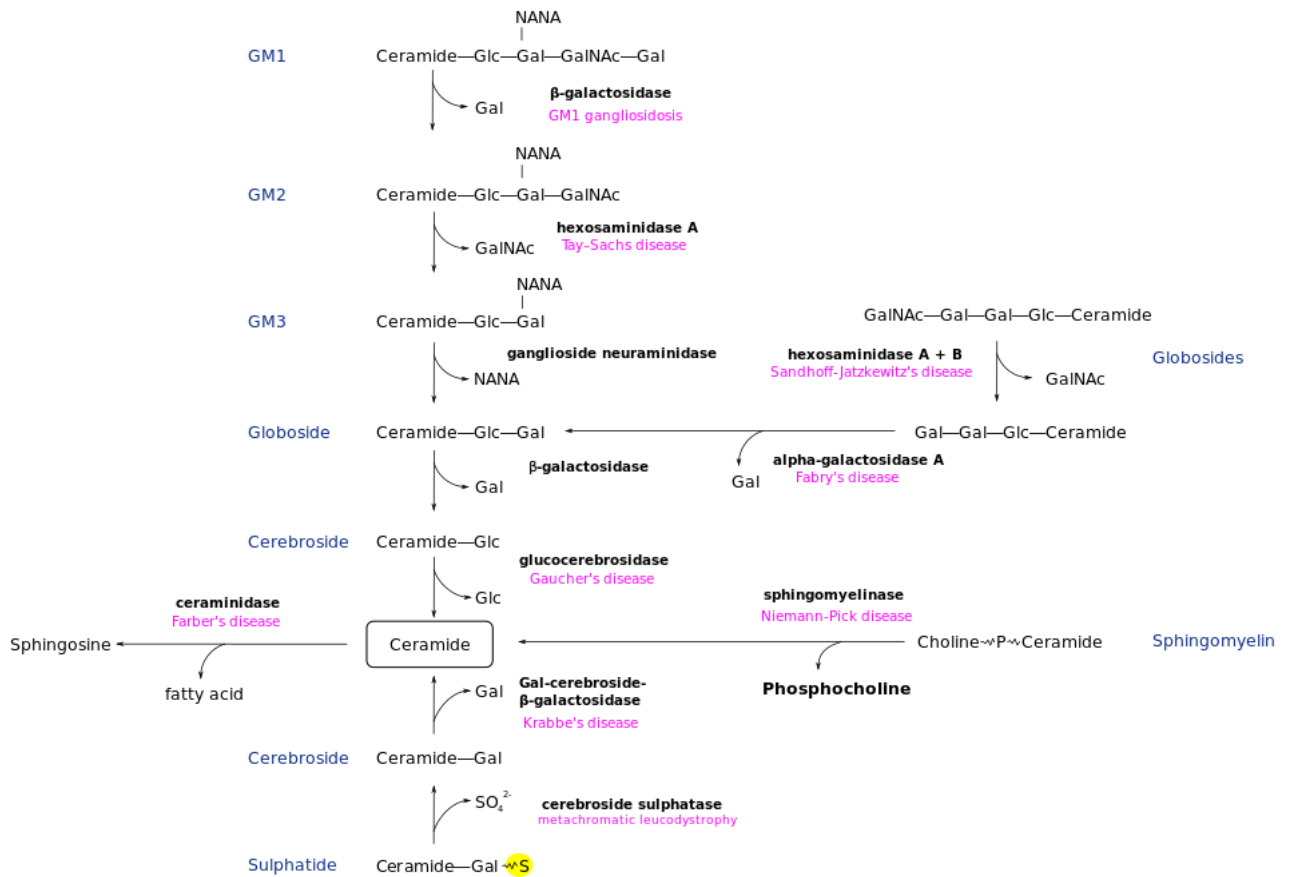 NANA
GM1 Ceramide—Glc—Gal—GalNAc—Gal
β-galactosidase
Gal
GM1 gangliosidosis
NANA
GM2 Ceramide—Glc—Gal—GalNAc
hexosaminidase A
Tay–Sachs disease
GalNAc
NANA
GM3 Ceramide—Glc—Gal
GalNAc—Gal—Gal—Glc—Ceramide
ganglioside neuraminidase
NANA
hexosaminidase A + B
Sandhoff-Jatzkewitz's disease
GalNAc
Globosides
Globoside Ceramide—Glc—Gal
Gal—Gal—Glc—Ceramide
β-galactosidase
Gal
alpha-galactosidase A
Fabry's disease
Gal
Cerebroside Ceramide—Glc
glucocerebrosidase
Gaucher's disease
Glc
ceraminidase
Farber's disease
sphingomyelinase
Niemann-Pick disease
Sphingosine
Ceramide
Choline~P~Ceramide
Sphingomyelin
fatty acid
Phosphocholine
Gal
Gal-cerebroside-
β-galactosidase
Krabbe's disease
Cerebroside Ceramide—Gal
SO₄²⁻
cerebroside sulphatase
metachromatic leucodystrophy
Sulphatide Ceramide—Gal~S